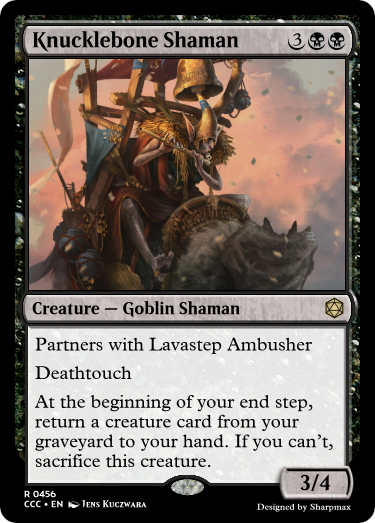 Knucklebone Shaman 3
Creature — Goblin Shaman
Partners with Lavastep Ambusher
Deathtouch
At the beginning of your end step,
return a creature card from your
graveyard to your hand. If you can't,
sacrifice this creature.
3/4
R 0456
CCC • EN Jens Kuczwara
Designed by Sharpmax